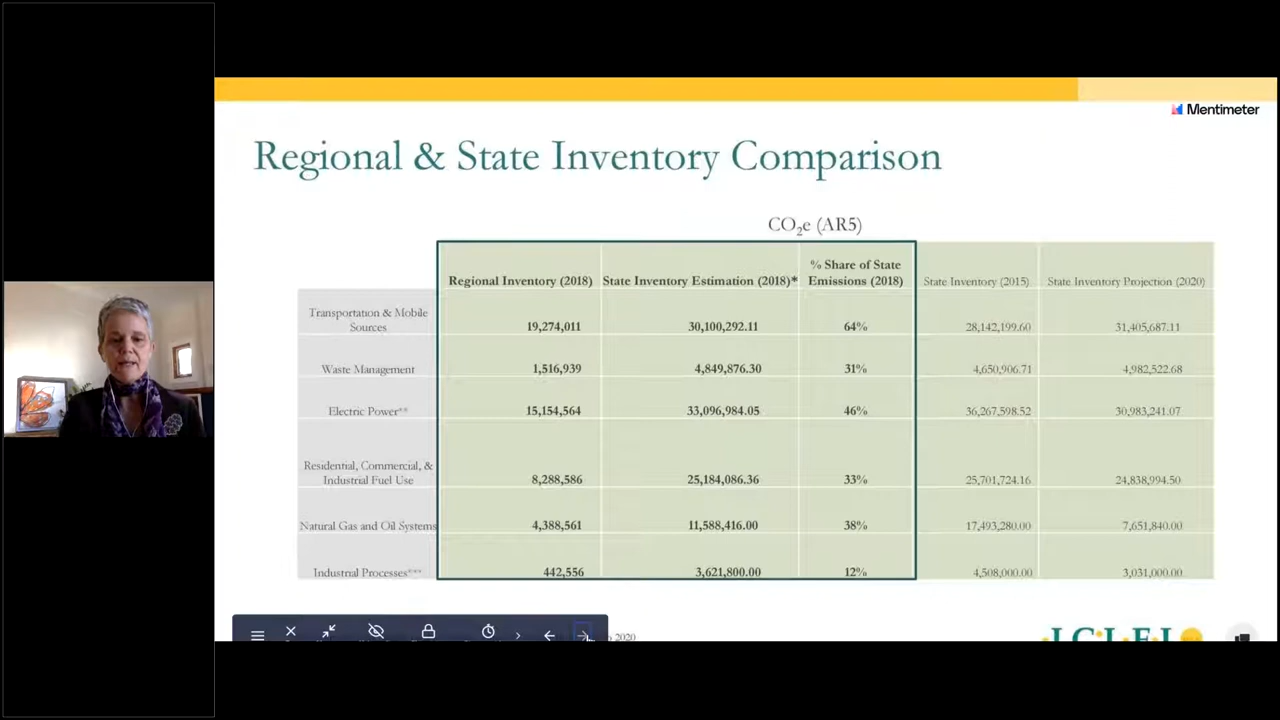 Mentimeter
Regional & State Inventory Comparison
CO₂e (AR5)
Regional Inventory (2018) State Inventory Estimation (2018)* % Share of State Emissions (2018) State Inventory (2015) State Inventory Projection (2020)
Transportation & Mobile Sources 19,274,011 30,100,292.11 64% 28,142,199.60 31,405,687.11
Waste Management 1,516,939 4,849,876.30 31% 4,650,906.71 4,982,522.68
Electric Power** 15,154,564 33,096,984.05 46% 36,267,598.52 30,983,241.07
Residential, Commercial, & Industrial Fuel Use 8,288,586 25,184,086.36 33% 25,701,724.16 24,838,994.50
Natural Gas and Oil Systems 4,388,561 11,588,416.00 38% 17,493,280.00 7,651,840.00
Industrial Processes*** 442,556 3,621,800.00 12% 4,508,000.00 3,031,000.00
2020
I.C.L.E.I